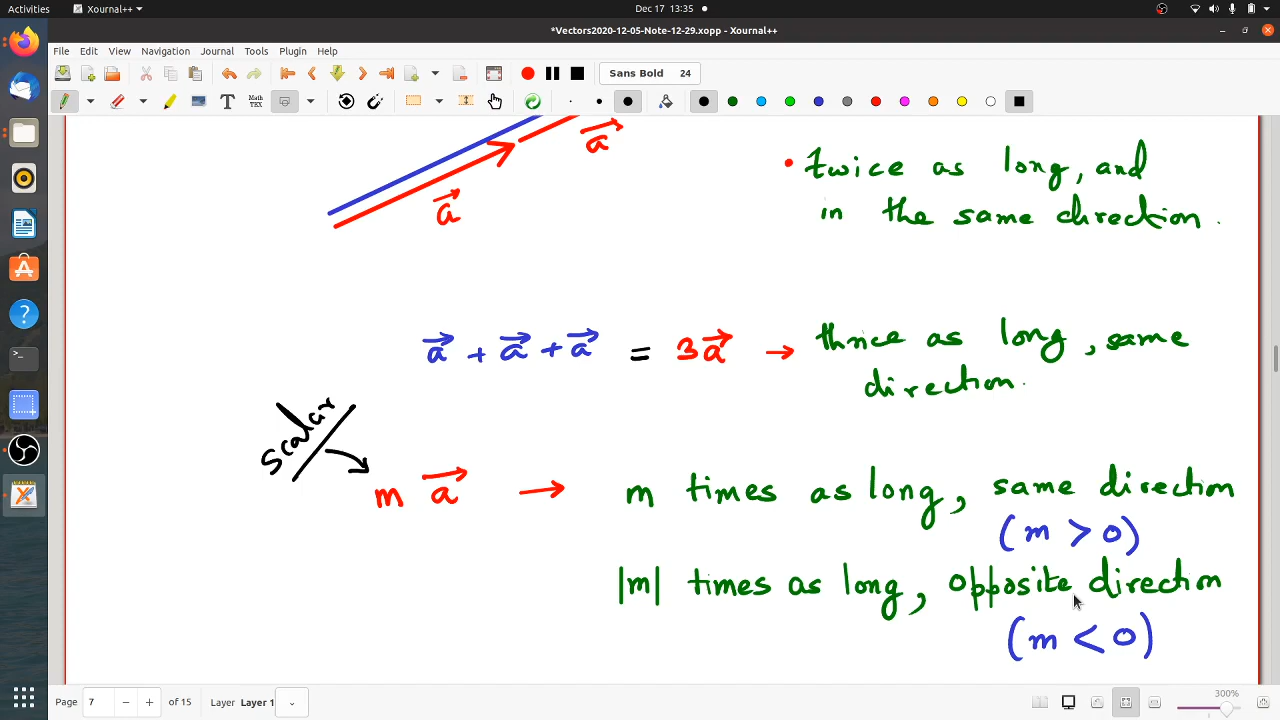 Activities
Xournal++
Dec 17 13:35
*Vectors2020-12-05-Note-12-29.xopp - Xournal++
File Edit View Navigation Journal Tools Plugin Help
Sans Bold 24
a⃗
a⃗
• twice as long, and
in the same direction.
a⃗ + a⃗ + a⃗ = 3a⃗ → thrice as long, same
direction.
Scalar
m a⃗ → m times as long, same direction
(m > 0)
|m| times as long, opposite direction
(m < 0)
Page 7 of 15 Layer Layer 1 300%